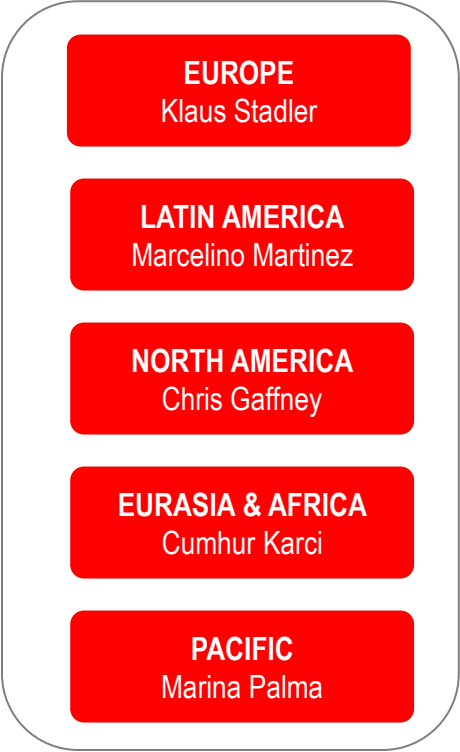 EUROPE
Klaus Stadler
LATIN AMERICA
Marcelino Martinez
NORTH AMERICA
Chris Gaffney
EURASIA & AFRICA
Cumhur Karci
PACIFIC
Marina Palma